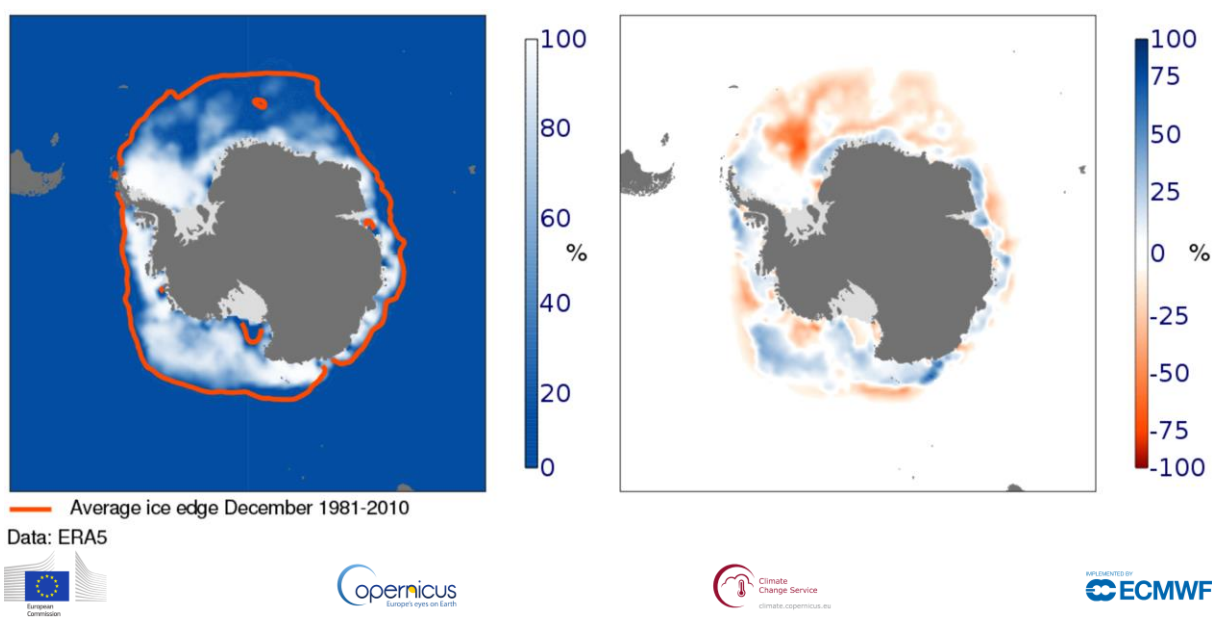 100
80
60
%
40
20
0
100
75
50
25
0 %
-25
-50
-75
-100
Average ice edge December 1981-2010
Data: ERA5
European
Commission
opernicus
Europe's eyes on Earth
Climate
Change Service
climate.copernicus.eu
IMPLEMENTED BY
ECMWF